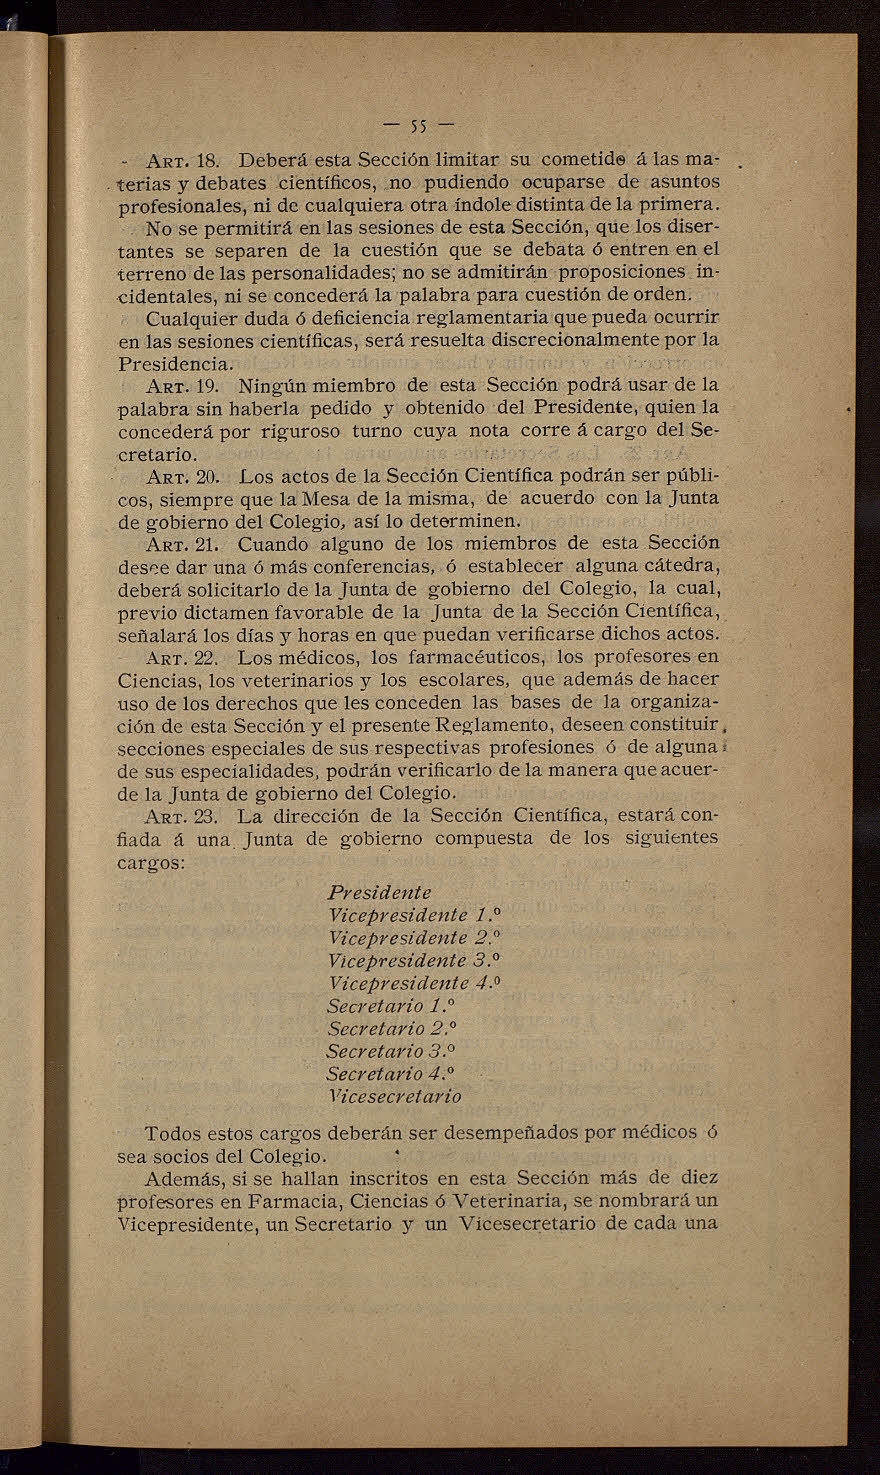 — 55 —
ART. 18. Deberá esta Sección limitar su cometido á las ma-
terias y debates científicos, no pudiendo ocuparse de asuntos
profesionales, ni de cualquiera otra índole distinta de la primera.
No se permitirá en las sesiones de esta Sección, que los diser-
tantes se separen de la cuestión que se debata ó entren en el
terreno de las personalidades; no se admitirán proposiciones in-
cidentales, ni se concederá la palabra para cuestión de orden.
Cualquier duda ó deficiencia reglamentaria que pueda ocurrir
en las sesiones científicas, será resuelta discrecionalmente por la
Presidencia.
ART. 19. Ningún miembro de esta Sección podrá usar de la
palabra sin haberla pedido y obtenido del Presidente, quien la
concederá por riguroso turno cuya nota corre á cargo del Se-
cretario.
ART. 20. Los actos de la Sección Científica podrán ser públi-
cos, siempre que la Mesa de la misma, de acuerdo con la Junta
de gobierno del Colegio, así lo determinen.
ART. 21. Cuando alguno de los miembros de esta Sección
desee dar una ó más conferencias, ó establecer alguna cátedra,
deberá solicitarlo de la Junta de gobierno del Colegio, la cual,
previo dictamen favorable de la Junta de la Sección Científica,
señalará los días y horas en que puedan verificarse dichos actos.
ART. 22. Los médicos, los farmacéuticos, los profesores en
Ciencias, los veterinarios y los escolares, que además de hacer
uso de los derechos que les conceden las bases de la organiza-
ción de esta Sección y el presente Reglamento, deseen constituir
secciones especiales de sus respectivas profesiones ó de alguna
de sus especialidades, podrán verificarlo de la manera que acuer-
de la Junta de gobierno del Colegio.
ART. 23. La dirección de la Sección Científica, estará con-
fiada á una Junta de gobierno compuesta de los siguientes
cargos:
Presidente
Vicepresidente 1.º
Vicepresidente 2.º
Vicepresidente 3.º
Vicepresidente 4.º
Secretario 1.º
Secretario 2.º
Secretario 3.º
Secretario 4.º
Vicesecretario
Todos estos cargos deberán ser desempeñados por médicos ó
sea socios del Colegio.
Además, si se hallan inscritos en esta Sección más de diez
profesores en Farmacia, Ciencias ó Veterinaria, se nombrará un
Vicepresidente, un Secretario y un Vicesecretario de cada una